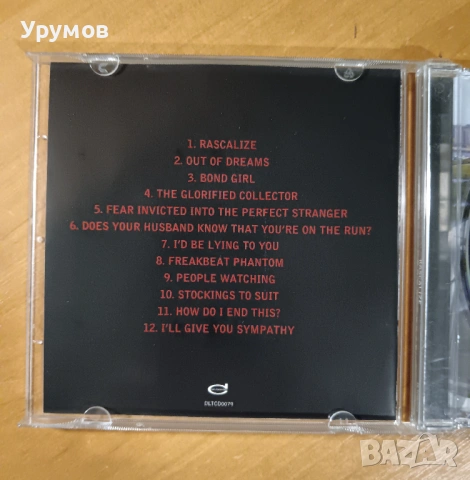 Урумов
1. RASCALIZE
2. OUT OF DREAMS
3. BOND GIRL
4. THE GLORIFIED COLLECTOR
5. FEAR INVICTED INTO THE PERFECT STRANGER
6. DOES YOUR HUSBAND KNOW THAT YOU'RE ON THE RUN?
7. I'D BE LYING TO YOU
8. FREAKBEAT PHANTOM
9. PEOPLE WATCHING
10. STOCKINGS TO SUIT
11. HOW DO I END THIS?
12. I'LL GIVE YOU SYMPATHY
DLTCD0079
BAZAR